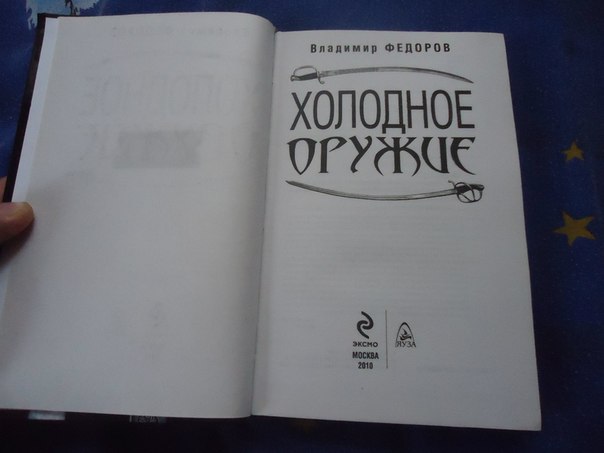 Владимир ФЕДОРОВ
ХОЛОДНОЕ
ОРУЖИЕ
ЭКСМО
МОСКВА
2010
ЯУЗА